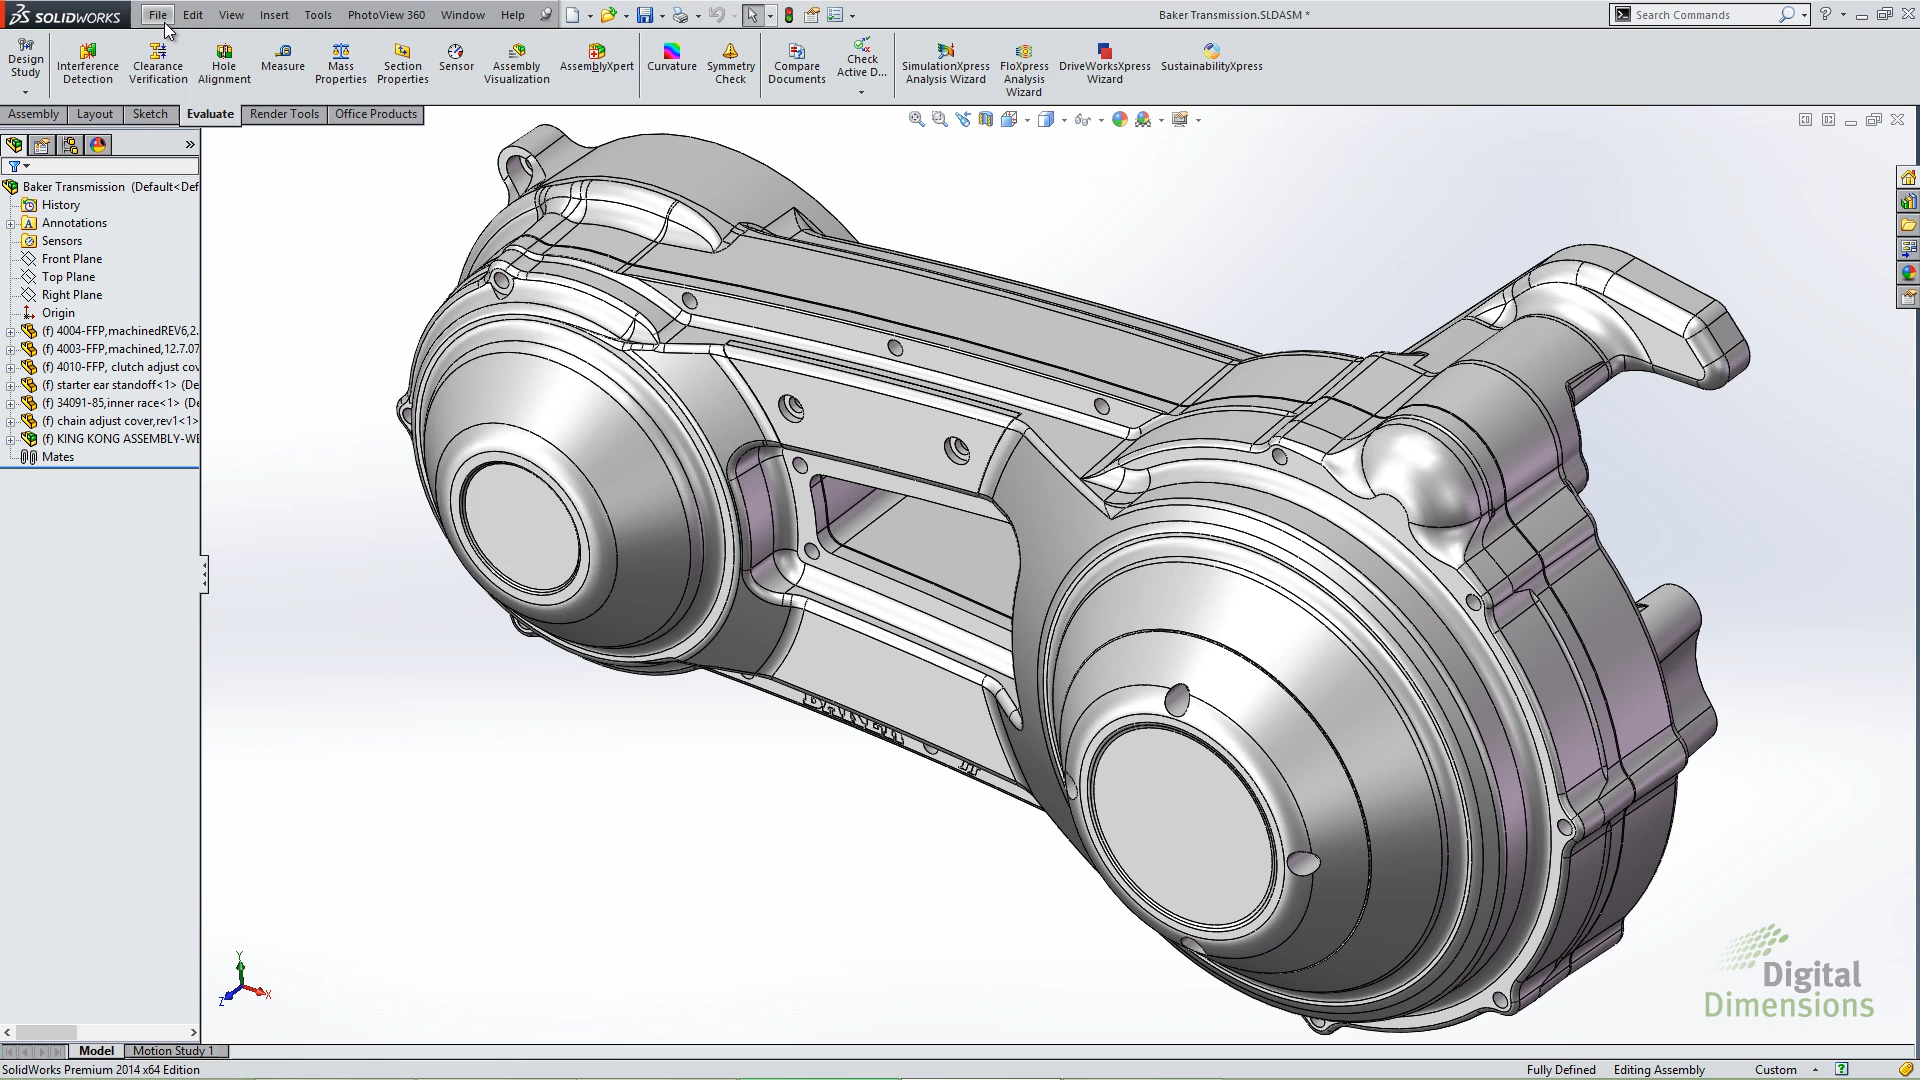 SOLIDWORKS File Edit View Insert Tools PhotoView 360 Window Help Baker Transmission.SLDASM * Search Commands
Design Study
Interference Detection
Clearance Verification
Hole Alignment
Measure
Mass Properties
Section Properties
Sensor
Assembly Visualization
AssemblyXpert
Curvature
Symmetry Check
Compare Documents
Check Active D...
SimulationXpress Analysis Wizard
FloXpress Analysis Wizard
DriveWorksXpress Wizard
SustainabilityXpress
Assembly Layout Sketch Evaluate Render Tools Office Products
Baker Transmission (Default<Def
History
Annotations
Sensors
Front Plane
Top Plane
Right Plane
Origin
(f) 4004-FFP,machinedREV6,2.
(f) 4003-FFP,machined,12.7.07
(f) 4010-FFP, clutch adjust cov
(f) starter ear standoff<1> (De
(f) 34091-85,inner race<1> (De
(f) chain adjust cover,rev1<1>
(f) KING KONG ASSEMBLY-WE
Mates
BAKER
Y
X
Z
Digital
Dimensions
Model Motion Study 1
SolidWorks Premium 2014 x64 Edition Fully Defined Editing Assembly Custom